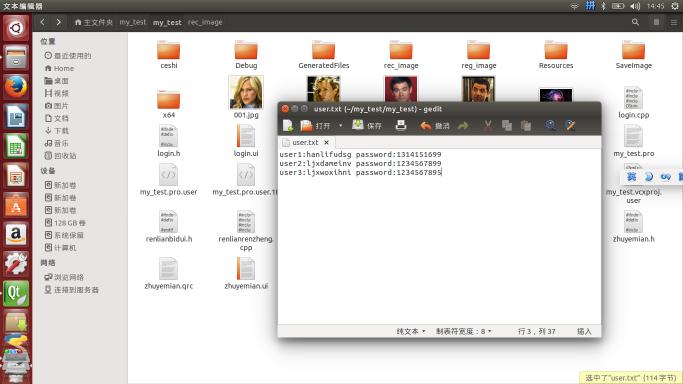 文本编辑器
拼
14:45
主文件夹 my_test my_test rec_image
位置
最近使用的
Home
桌面
视频
图片
文档
下载
音乐
回收站
设备
新加卷
新加卷
新加卷
128 GB 卷
系统保留
计算机
网络
浏览网络
连接到服务器
ceshi
Debug
GeneratedFiles
rec_image
reg_image
Resources
SaveImage
x64
001.jpg
login.cpp
login.h
login.ui
my_test.pro
my_test.pro.user
my_test.vcxproj.
user
renlianbidui.h
renlianrenzheng.
cpp
zhuyemian.h
zhuyemian.qrc
zhuyemian.ui
user.txt (~/my_test/my_test) - gedit
打开
保存
撤消
user.txt
user1:hanlifudsg password:1314151699
user2:ljxdameinv password:1234567899
user3:ljxwoxihni password:1234567895
纯文本
制表符宽度：8
行 3，列 37
插入
英
选中了"user.txt" (114 字节)